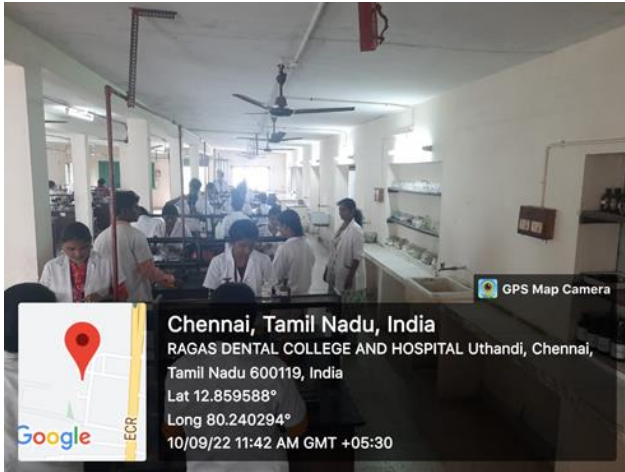 GPS Map Camera
Chennai, Tamil Nadu, India
RAGAS DENTAL COLLEGE AND HOSPITAL Uthandi, Chennai,
Tamil Nadu 600119, India
Lat 12.859588°
Long 80.240294°
10/09/22 11:42 AM GMT +05:30
Google
ECR